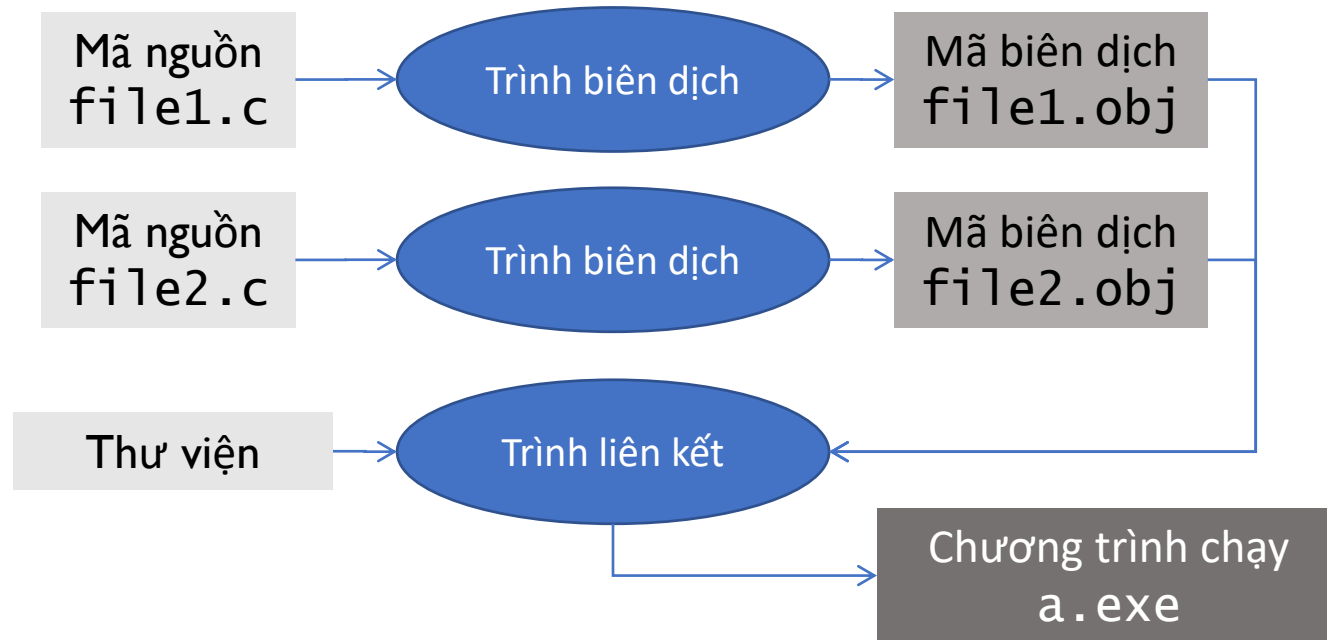 Mã nguồn
file1.c
Trình biên dịch
Mã biên dịch
file1.obj
Mã nguồn
file2.c
Trình biên dịch
Mã biên dịch
file2.obj
Thư viện
Trình liên kết
Chương trình chạy
a.exe